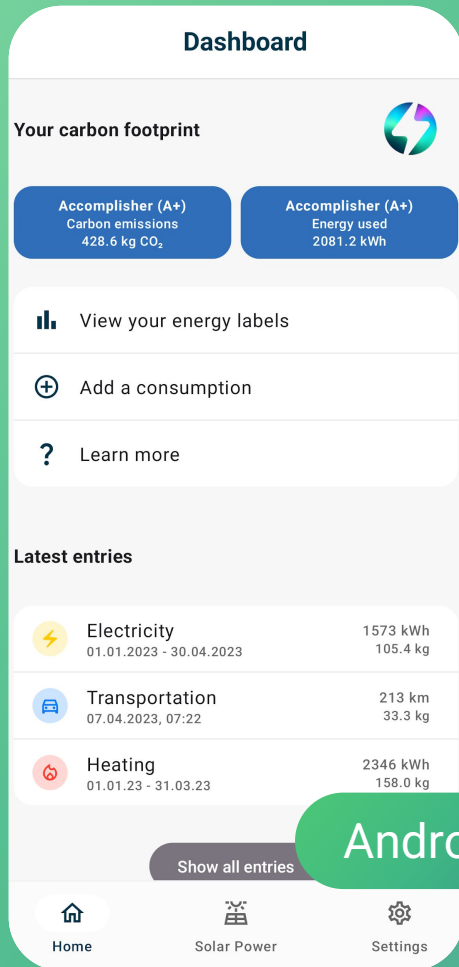 Dashboard
Your carbon footprint
Accomplisher (A+)
Carbon emissions
428.6 kg CO₂
Accomplisher (A+)
Energy used
2081.2 kWh
View your energy labels
Add a consumption
Learn more
Latest entries
Electricity
01.01.2023 - 30.04.2023
1573 kWh
105.4 kg
Transportation
07.04.2023, 07:22
213 km
33.3 kg
Heating
01.01.23 - 31.03.23
2346 kWh
158.0 kg
Show all entries
Home
Solar Power
Settings